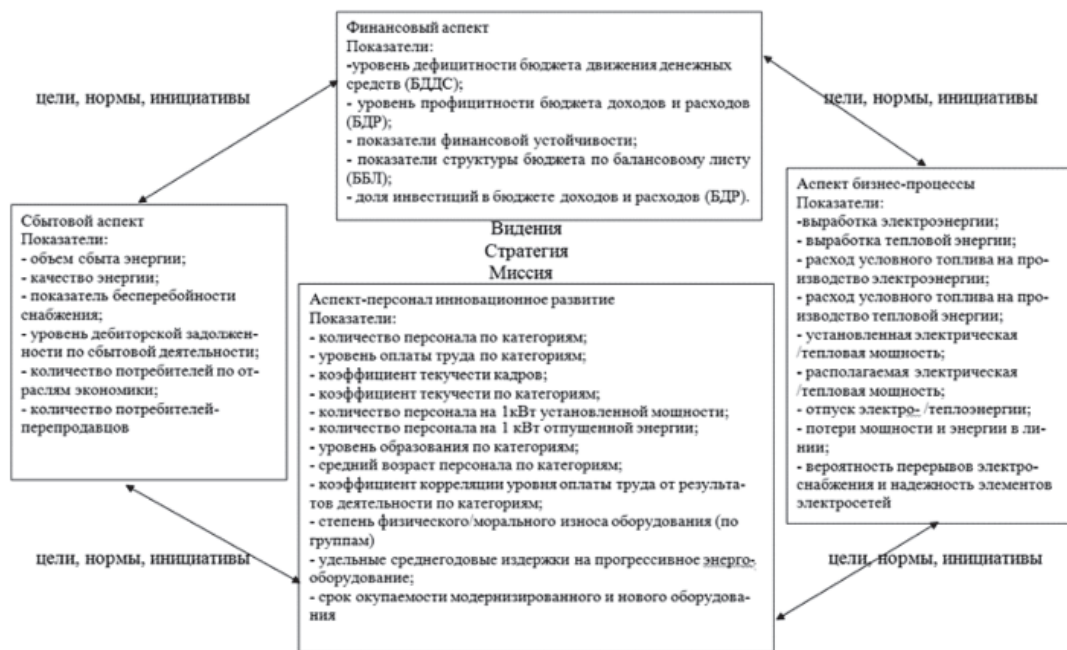 Финансовый аспект
Показатели:
-уровень дефицитности бюджета движения денежных
средств (БДДС);
- уровень профицитности бюджета доходов и расходов
(БДР);
- показатели финансовой устойчивости;
- показатели структуры бюджета по балансовому листу
(ББЛ);
- доля инвестиций в бюджете доходов и расходов (БДР).
цели, нормы, инициативы
цели, нормы, инициативы
Сбытовой аспект
Показатели:
- объем сбыта энергии;
- качество энергии;
- показатель бесперебойности
снабжения;
- уровень дебиторской задолжен-
ности по сбытовой деятельности;
- количество потребителей по от-
раслям экономики;
- количество потребителей-
перепродавцов
Видения
Стратегия
Миссия
Аспект бизнес-процессы
Показатели:
-выработка электроэнергии;
- выработка тепловой энергии;
- расход условного топлива на про-
изводство электроэнергии;
- расход условного топлива на про-
изводство тепловой энергии;
- установленная электрическая
/тепловая мощность;
- располагаемая электрическая
/тепловая мощность;
- отпуск электро- /теплоэнергии;
- потери мощности и энергии в ли-
нии;
- вероятность перерывов электро-
снабжения и надежность элементов
электросетей
Аспект-персонал инновационное развитие
Показатели:
- количество персонала по категориям;
- уровень оплаты труда по категориям;
- коэффициент текучести кадров;
- коэффициент текучести по категориям;
- количество персонала на 1кВт установленной мощности;
- количество персонала на 1 кВт отпущенной энергии;
- уровень образования по категориям;
- средний возраст персонала по категориям;
- коэффициент корреляции уровня оплаты труда от результа-
тов деятельности по категориям;
- степень физического/морального износа оборудования (по
группам)
- удельные среднегодовые издержки на прогрессивное энерго-
оборудование;
- срок окупаемости модернизированного и нового оборудова-
ния
цели, нормы, инициативы
цели, нормы, инициативы